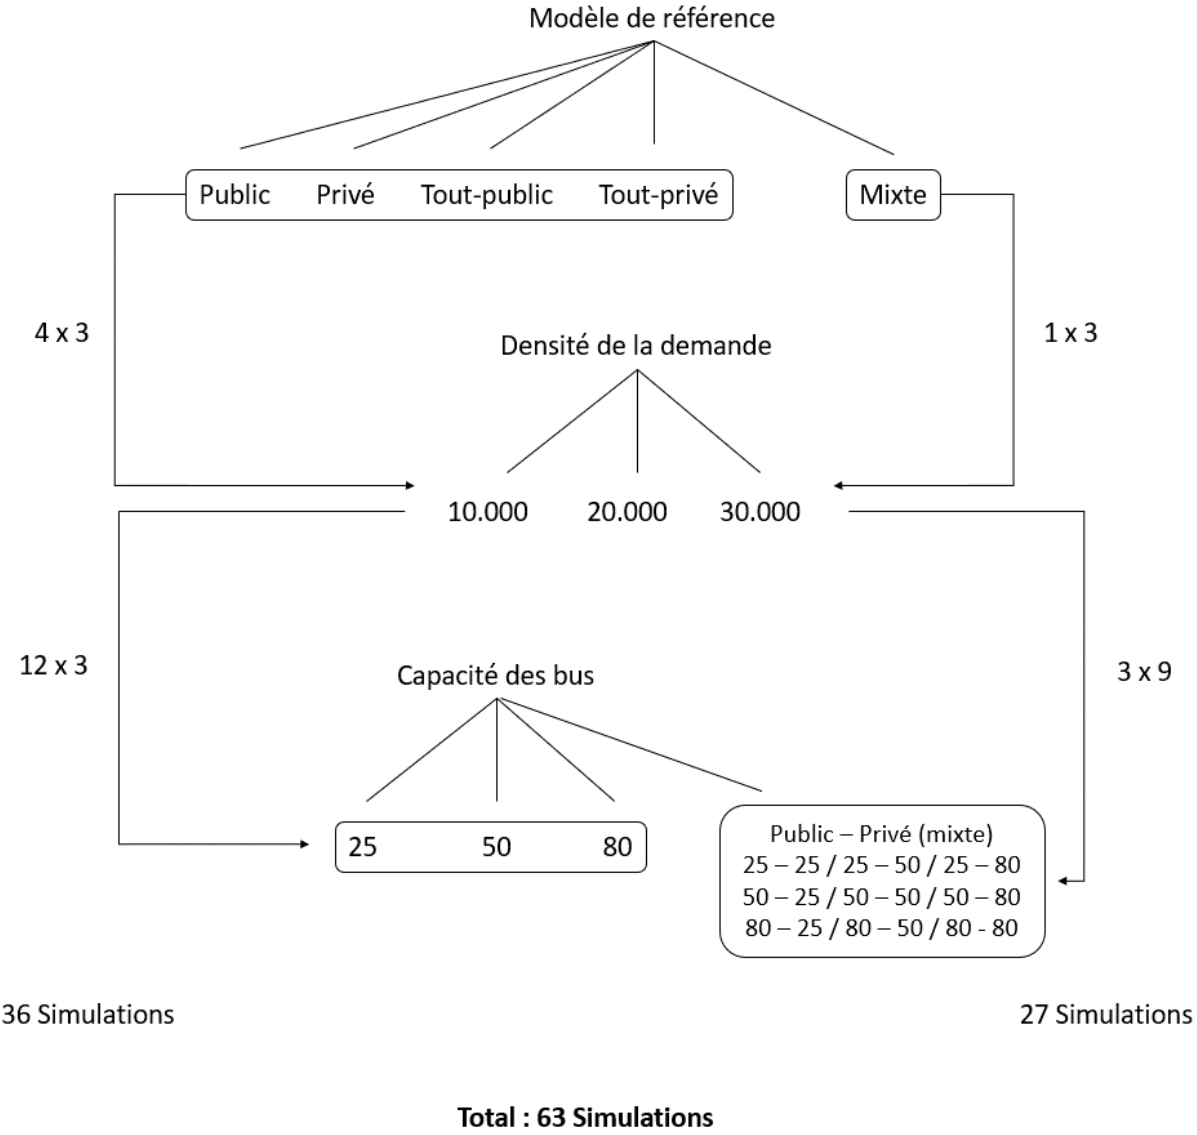 Modèle de référence
Public Privé Tout-public Tout-privé Mixte
4 x 3 1 x 3
Densité de la demande
10.000 20.000 30.000
12 x 3 3 x 9
Capacité des bus
25 50 80
Public – Privé (mixte)
25 – 25 / 25 – 50 / 25 – 80
50 – 25 / 50 – 50 / 50 – 80
80 – 25 / 80 – 50 / 80 - 80
36 Simulations 27 Simulations
Total : 63 Simulations